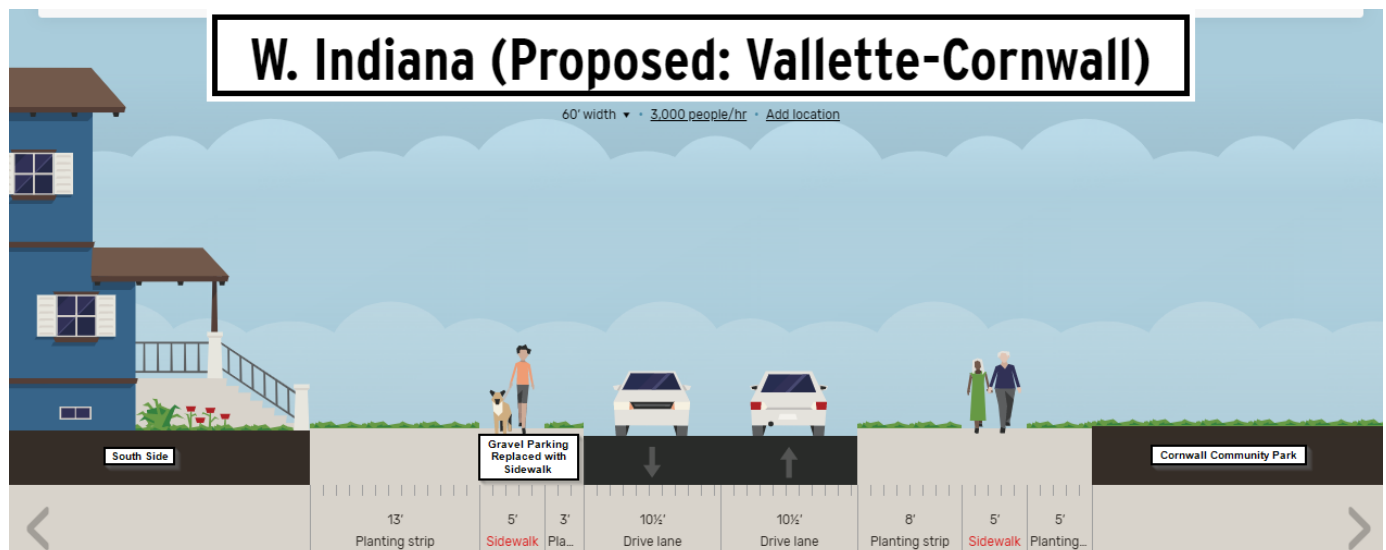 W. Indiana (Proposed: Vallette-Cornwall)
60' width ▾ · 3,000 people/hr · Add location
South Side
Gravel Parking
Replaced with
Sidewalk
Cornwall Community Park
13' 5' 3' 10½' 10½' 8' 5' 5'
Planting strip Sidewalk Pla... Drive lane Drive lane Planting strip Sidewalk Planting...